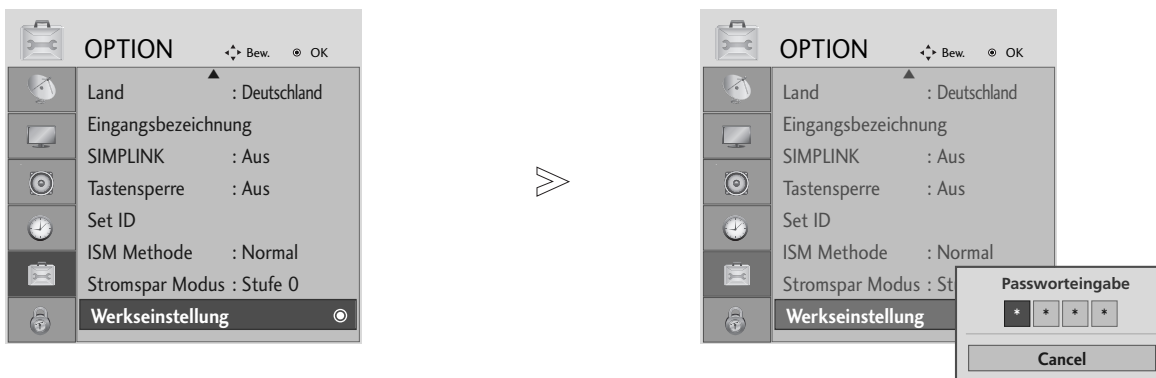 OPTION Bew. OK
Land : Deutschland
Eingangsbezeichnung
SIMPLINK : Aus
Tastensperre : Aus
Set ID
ISM Methode : Normal
Stromspar Modus : Stufe 0
Werkseinstellung
OPTION Bew. OK
Land : Deutschland
Eingangsbezeichnung
SIMPLINK : Aus
Tastensperre : Aus
Set ID
ISM Methode : Normal
Stromspar Modus : St
Werkseinstellung
Passworteingabe
* * * *
Cancel